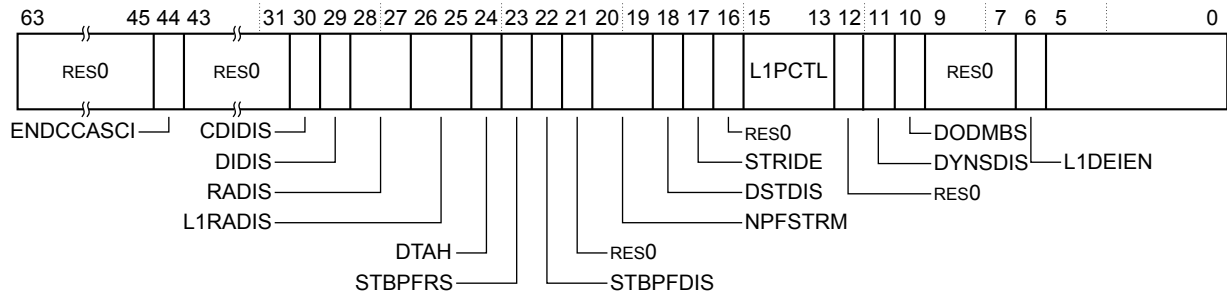 63 45 44 43 31 30 29 28 27 26 25 24 23 22 21 20 19 18 17 16 15 13 12 11 10 9 7 6 5 0
RES0 RES0 L1PCTL RES0
ENDCCASCI CDIDIS RES0 DODMBS
DIDIS STRIDE DYNSDIS L1DEIEN
RADIS DSTDIS RES0
L1RADIS NPFSTRM
DTAH RES0
STBPFRS STBPFDIS